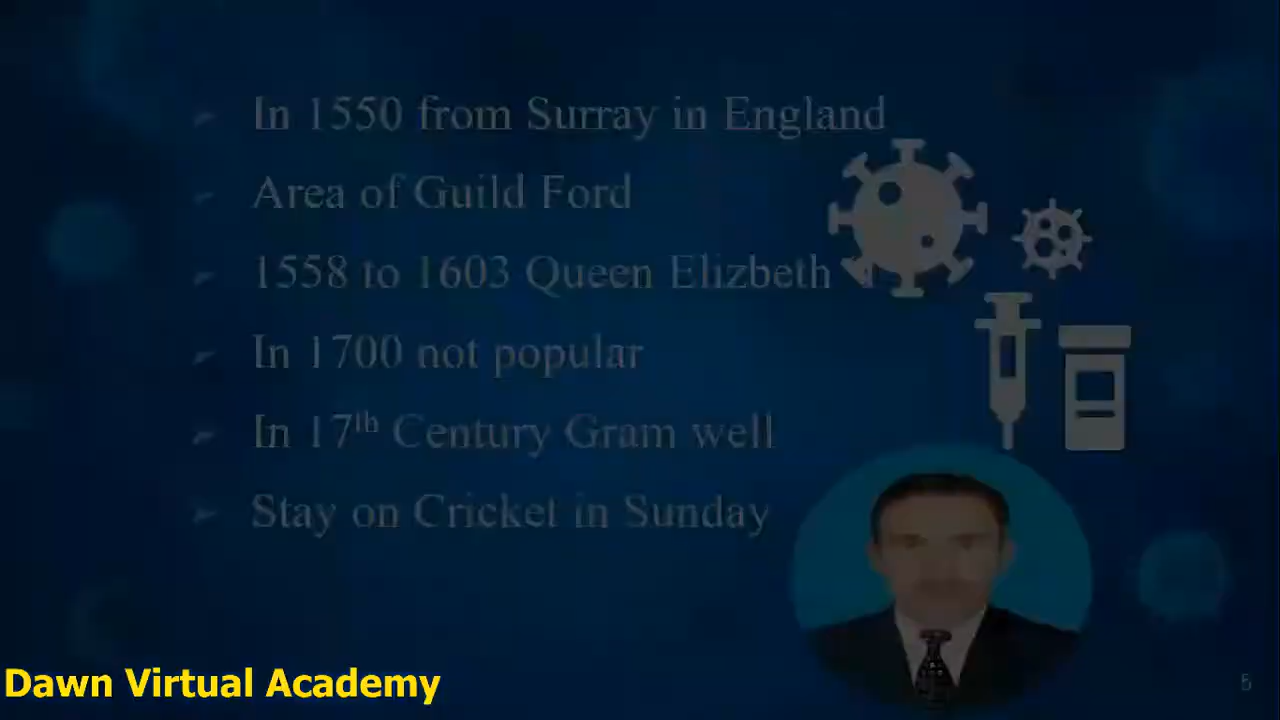 In 1550 from Surray in England
Area of Guild Ford
1558 to 1603 Queen Elizbeth
In 1700 not popular
In 17th Century Gram well
Stay on Cricket in Sunday
Dawn Virtual Academy
5